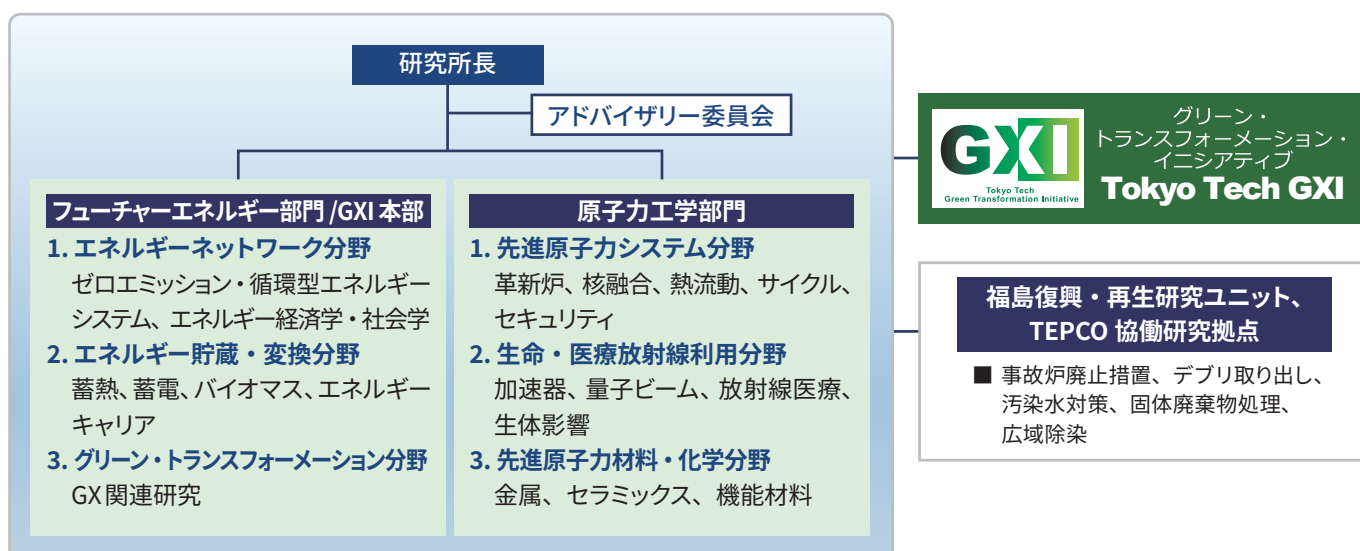 研究所長
アドバイザリー委員会
フューチャーエネルギー部門 /GXI 本部
1. エネルギーネットワーク分野
ゼロエミッション・循環型エネルギー
システム、エネルギー経済学・社会学
2. エネルギー貯蔵・変換分野
蓄熱、蓄電、バイオマス、エネルギー
キャリア
3. グリーン・トランスフォーメーション分野
GX 関連研究
原子力工学部門
1. 先進原子力システム分野
革新炉、核融合、熱流動、サイクル、
セキュリティ
2. 生命・医療放射線利用分野
加速器、量子ビーム、放射線医療、
生体影響
3. 先進原子力材料・化学分野
金属、セラミックス、機能材料
GXI
Tokyo Tech
Green Transformation Initiative
グリーン・
トランスフォーメーション・
イニシアティブ
Tokyo Tech GXI
福島復興・再生研究ユニット、
TEPCO 協働研究拠点
■ 事故炉廃止措置、デブリ取り出し、
汚染水対策、固体廃棄物処理、
広域除染